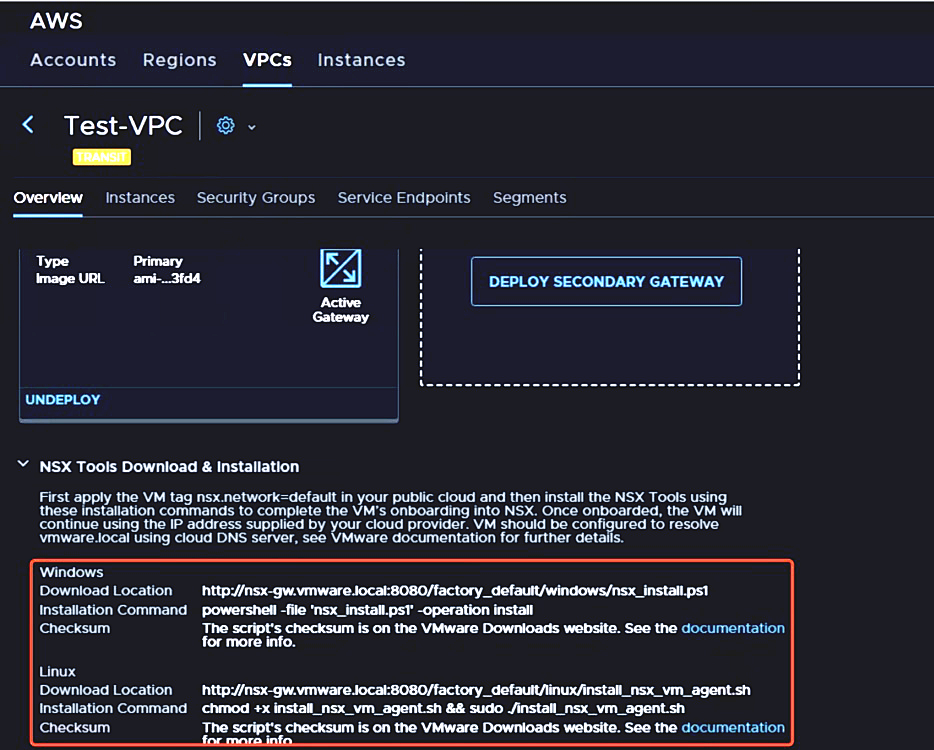 AWS
Accounts Regions VPCs Instances
Test-VPC
TRANSIT
Overview Instances Security Groups Service Endpoints Segments
Type Primary
Image URL ami-...3fd4
Active
Gateway
UNDEPLOY
DEPLOY SECONDARY GATEWAY
NSX Tools Download & Installation
First apply the VM tag nsx.network=default in your public cloud and then install the NSX Tools using
these installation commands to complete the VM's onboarding into NSX. Once onboarded, the VM will
continue using the IP address supplied by your cloud provider. VM should be configured to resolve
vmware.local using cloud DNS server, see VMware documentation for further details.
Windows
Download Location http://nsx-gw.vmware.local:8080/factory_default/windows/nsx_install.ps1
Installation Command powershell -file 'nsx_install.ps1' -operation install
Checksum The script's checksum is on the VMware Downloads website. See the documentation
for more info.
Linux
Download Location http://nsx-gw.vmware.local:8080/factory_default/linux/install_nsx_vm_agent.sh
Installation Command chmod +x install_nsx_vm_agent.sh && sudo ./install_nsx_vm_agent.sh
Checksum The script's checksum is on the VMware Downloads website. See the documentation
for more info.